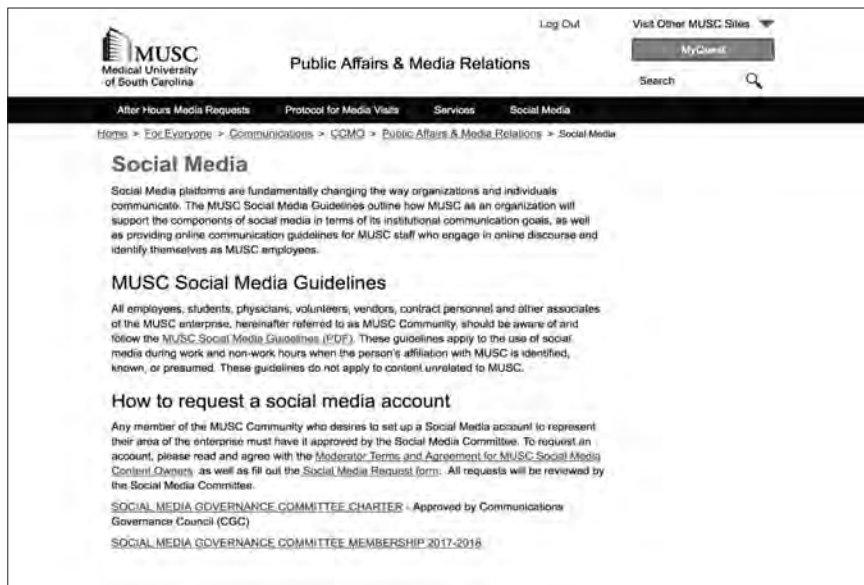 Log Out
Visit Other MUSC Sites
MUSC
Medical University
of South Carolina
Public Affairs & Media Relations
MyQuest
Search
After Hours Media Requests Protocol for Media Visits Services Social Media
Home > For Everyone > Communications > CCMO > Public Affairs & Media Relations > Social Media
Social Media
Social Media platforms are fundamentally changing the way organizations and individuals
communicate. The MUSC Social Media Guidelines outline how MUSC as an organization will
support the components of social media in terms of its institutional communication goals, as well
as providing online communication guidelines for MUSC staff who engage in online discourse and
identify themselves as MUSC employees.
MUSC Social Media Guidelines
All employees, students, physicians, volunteers, vendors, contract personnel and other associates
of the MUSC enterprise, hereinafter referred to as MUSC Community, should be aware of and
follow the MUSC Social Media Guidelines (PDF). These guidelines apply to the use of social
media during work and non-work hours when the person's affiliation with MUSC is identified,
known, or presumed. These guidelines do not apply to content unrelated to MUSC.
How to request a social media account
Any member of the MUSC Community who desires to set up a Social Media account to represent
their area of the enterprise must have it approved by the Social Media Committee. To request an
account, please read and agree with the Moderator Terms and Agreement for MUSC Social Media
Content Owners as well as fill out the Social Media Request form. All requests will be reviewed by
the Social Media Committee.
SOCIAL MEDIA GOVERNANCE COMMITTEE CHARTER - Approved by Communications
Governance Council (CGC)
SOCIAL MEDIA GOVERNANCE COMMITTEE MEMBERSHIP 2017-2018